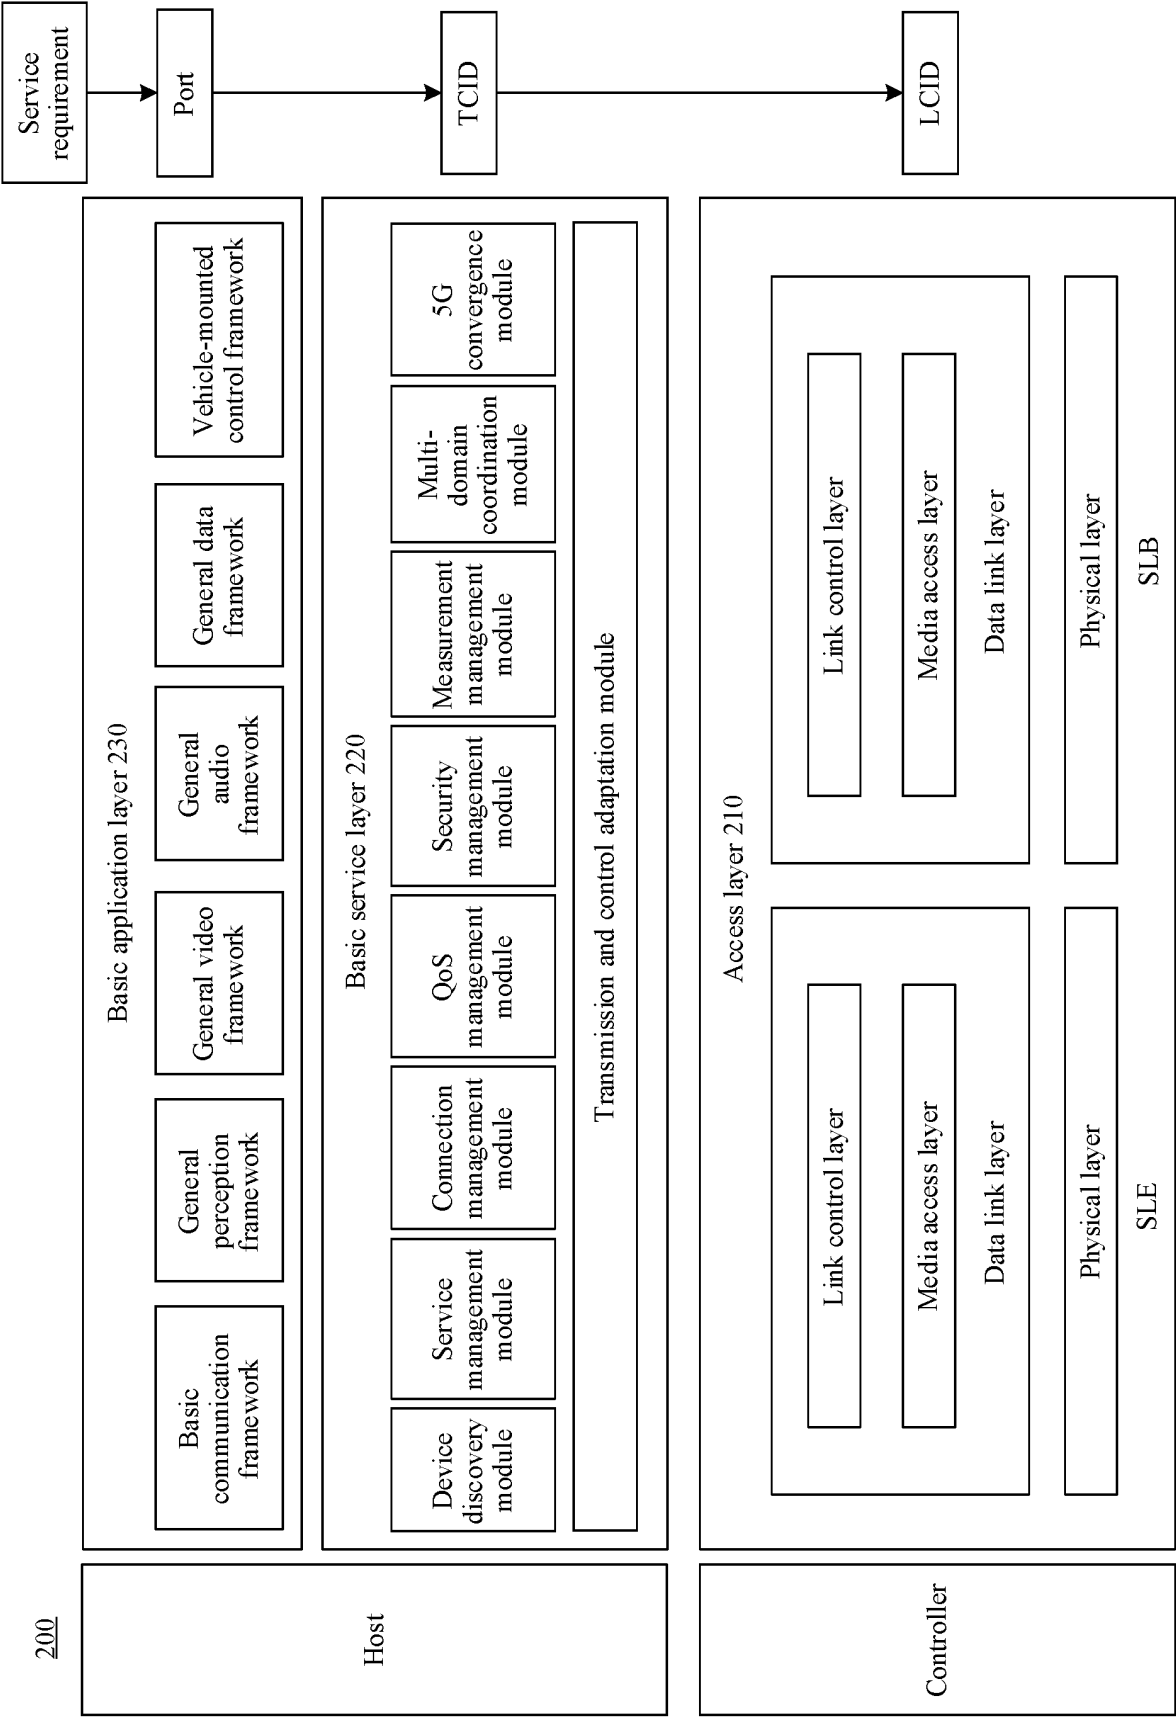 200
Host
Basic application layer 230
Basic
communication
framework
General
perception
framework
General video
framework
General
audio
framework
General data
framework
Vehicle-mounted
control framework
Service
requirement
Port
Basic service layer 220
Device
discovery
module
Service
management
module
Connection
management
module
QoS
management
module
Security
management
module
Measurement
management
module
Multi-
domain
coordination
module
5G
convergence
module
Transmission and control adaptation module
TCID
Controller
Access layer 210
Link control layer
Media access layer
Data link layer
Physical layer
SLE
Link control layer
Media access layer
Data link layer
Physical layer
SLB
LCID